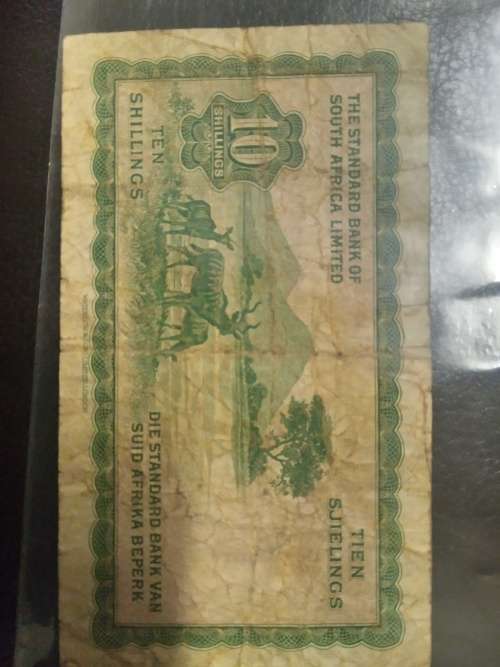 THE STANDARD BANK OF
SOUTH AFRICA LIMITED
10
SHILLINGS
TEN
SHILLINGS
TIEN
SJIELINGS
DIE STANDARD BANK VAN
SUID AFRIKA BEPERK